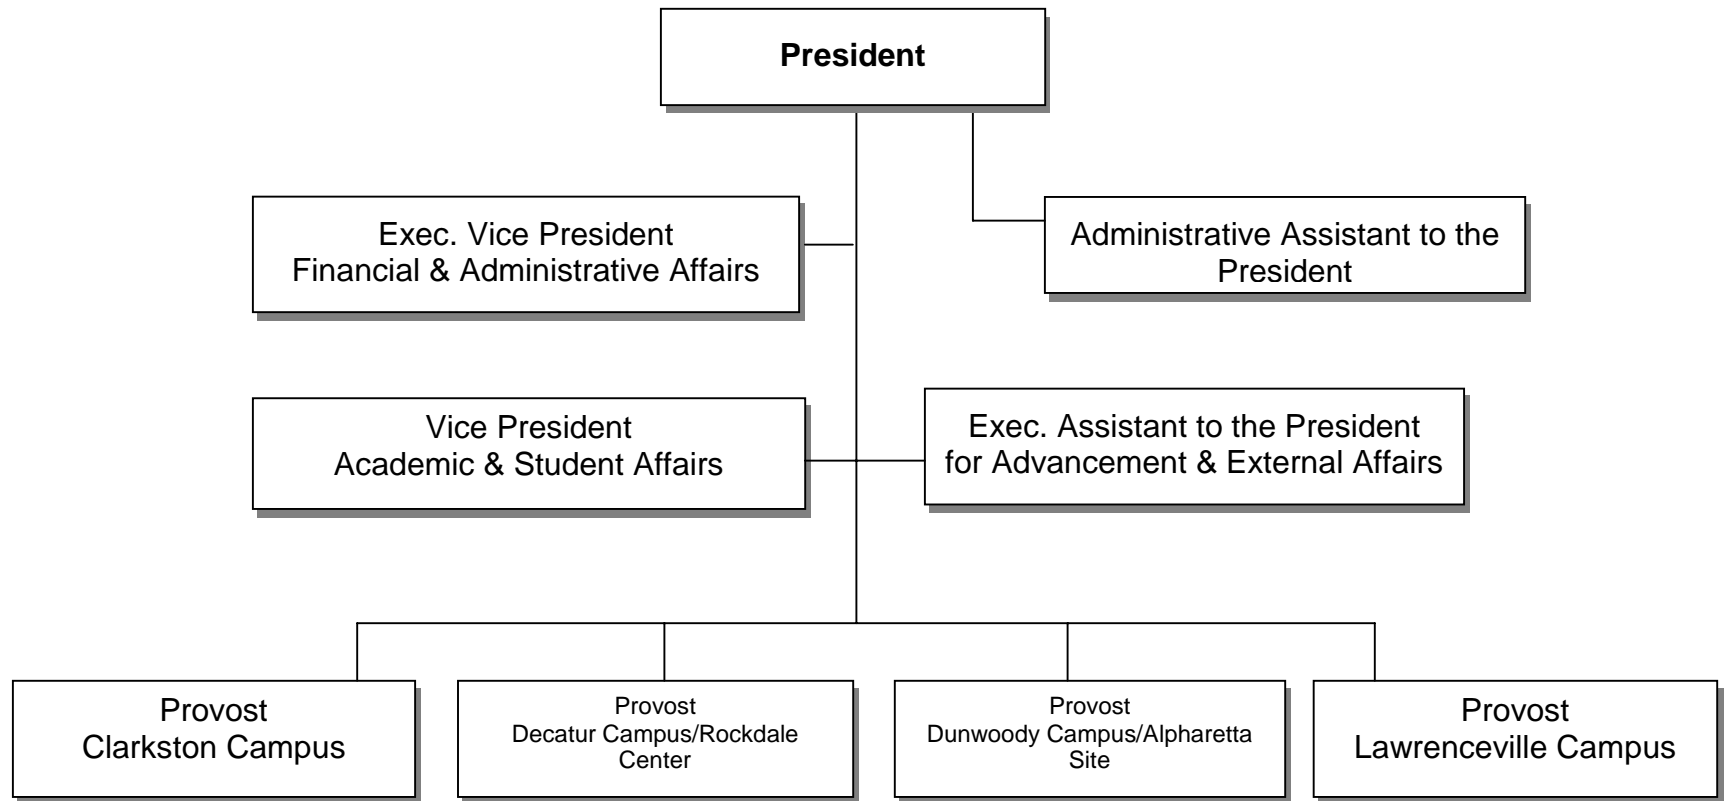 President
Exec. Vice President
Financial & Administrative Affairs
Administrative Assistant to the
President
Vice President
Academic & Student Affairs
Exec. Assistant to the President
for Advancement & External Affairs
Provost
Clarkston Campus
Provost
Decatur Campus/Rockdale
Center
Provost
Dunwoody Campus/Alpharetta
Site
Provost
Lawrenceville Campus